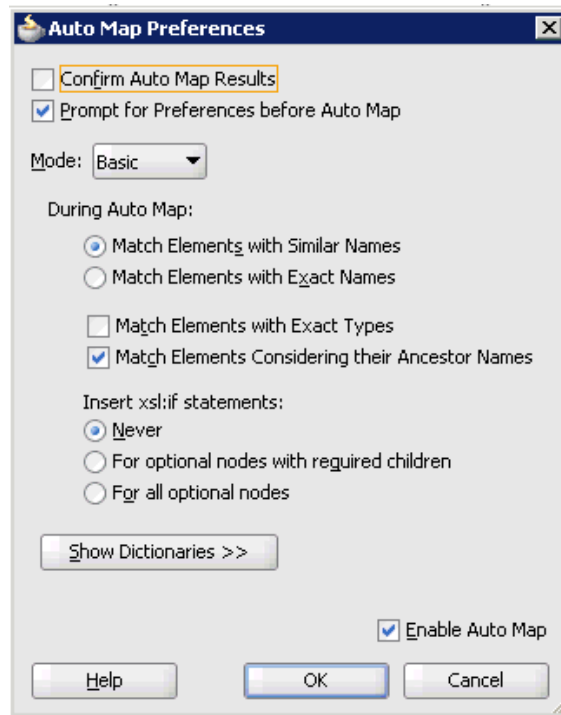 Auto Map Preferences
Confirm Auto Map Results
Prompt for Preferences before Auto Map
Mode: Basic
During Auto Map:
Match Elements with Similar Names
Match Elements with Exact Names
Match Elements with Exact Types
Match Elements Considering their Ancestor Names
Insert xsl:if statements:
Never
For optional nodes with required children
For all optional nodes
Show Dictionaries >>
Enable Auto Map
Help OK Cancel